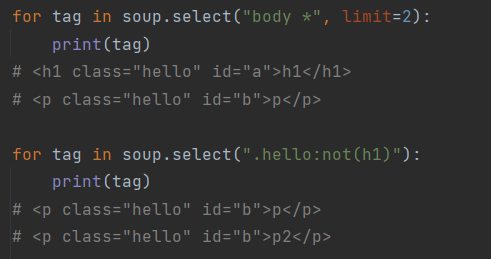 for tag in soup.select("body *", limit=2):
    print(tag)
# <h1 class="hello" id="a">h1</h1>
# <p class="hello" id="b">p</p>

for tag in soup.select(".hello:not(h1)"):
    print(tag)
# <p class="hello" id="b">p</p>
# <p class="hello" id="b">p2</p>